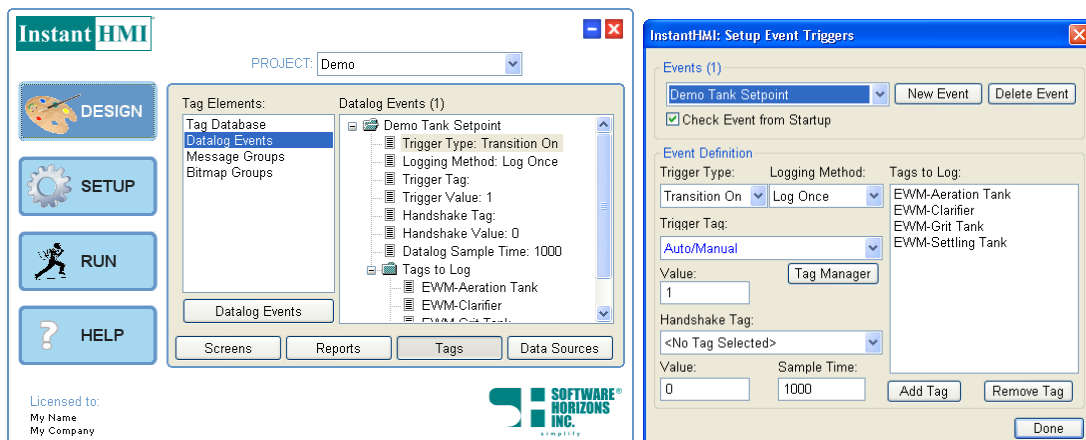 Instant HMI
PROJECT: Demo
DESIGN
SETUP
RUN
HELP
Tag Elements:
Tag Database
Datalog Events
Message Groups
Bitmap Groups
Datalog Events
Datalog Events (1)
Demo Tank Setpoint
Trigger Type: Transition On
Logging Method: Log Once
Trigger Tag:
Trigger Value: 1
Handshake Tag:
Handshake Value: 0
Datalog Sample Time: 1000
Tags to Log
EWM-Aeration Tank
EWM-Clarifier
EWM-Grit Tank
Screens
Reports
Tags
Data Sources
Licensed to:
My Name
My Company
SOFTWARE®
HORIZONS
INC.
simplify
InstantHMI: Setup Event Triggers
Events (1)
Demo Tank Setpoint
New Event
Delete Event
Check Event from Startup
Event Definition
Trigger Type:
Transition On
Logging Method:
Log Once
Trigger Tag:
Auto/Manual
Value:
1
Tag Manager
Handshake Tag:
<No Tag Selected>
Value:
0
Sample Time:
1000
Tags to Log:
EWM-Aeration Tank
EWM-Clarifier
EWM-Grit Tank
EWM-Settling Tank
Add Tag
Remove Tag
Done